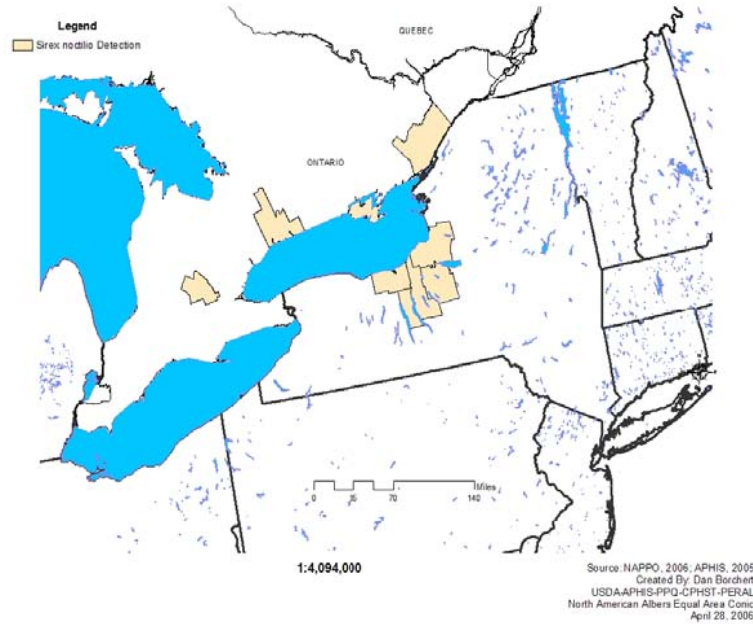 Legend
Sirex noctilio Detection
QUEBEC
ONTARIO
Miles
0 35 70 140
1:4,094,000
Source: NAPPO, 2006; APHIS, 2005
Created By: Dan Borchert
USDA-APHIS-PPQ-CPHST-PERAL
North American Albers Equal Area Conic
April 28, 2006